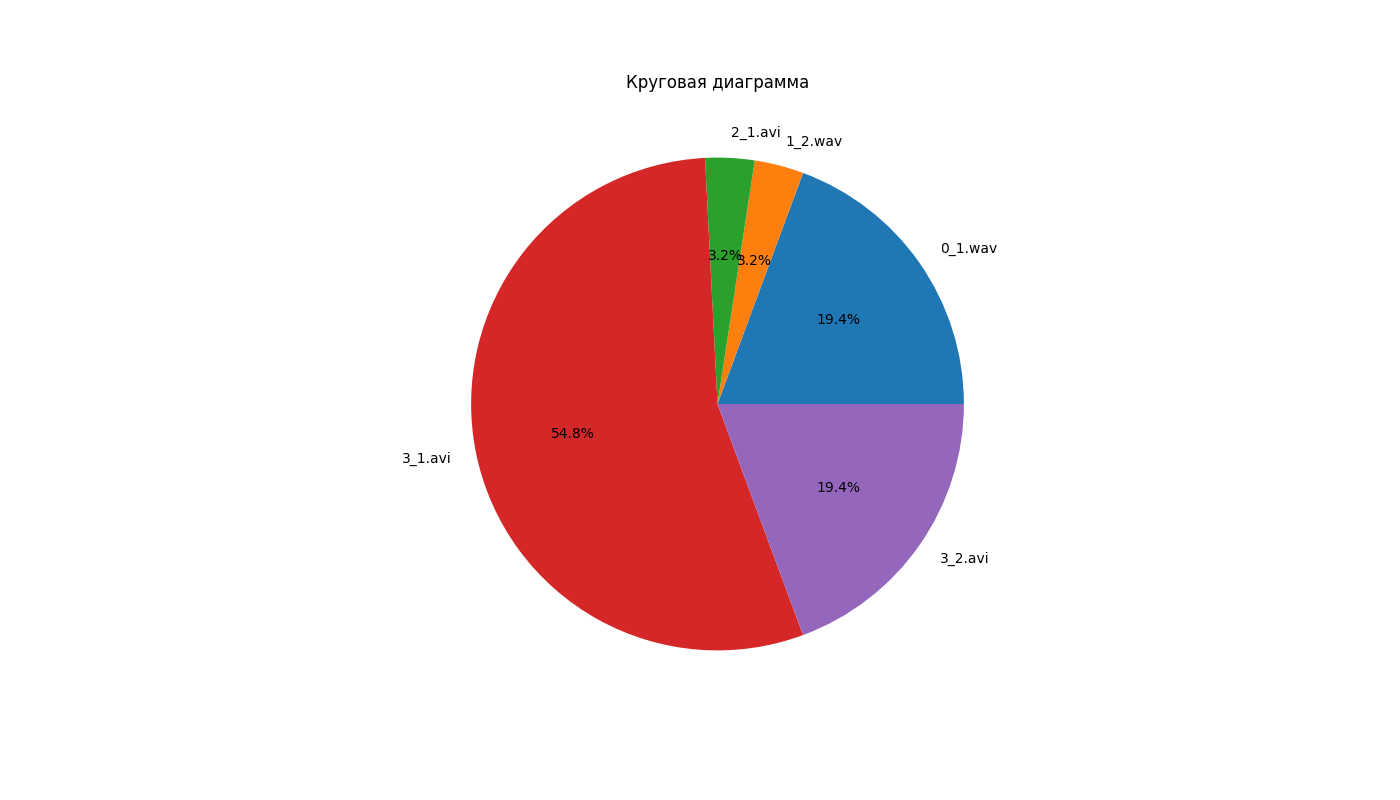 Круговая диаграмма
2_1.avi
1_2.wav
0_1.wav
3.2%
3.2%
19.4%
54.8%
3_1.avi
19.4%
3_2.avi